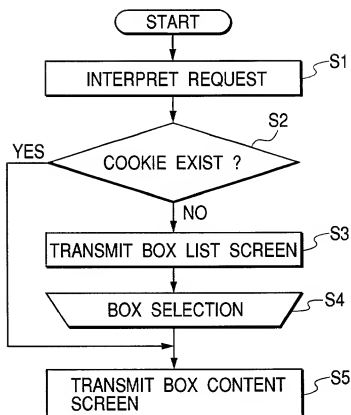 START
INTERPRET REQUEST
S1
S2
YES
COOKIE EXIST ?
NO
TRANSMIT BOX LIST SCREEN
S3
BOX SELECTION
S4
TRANSMIT BOX CONTENT
SCREEN
S5